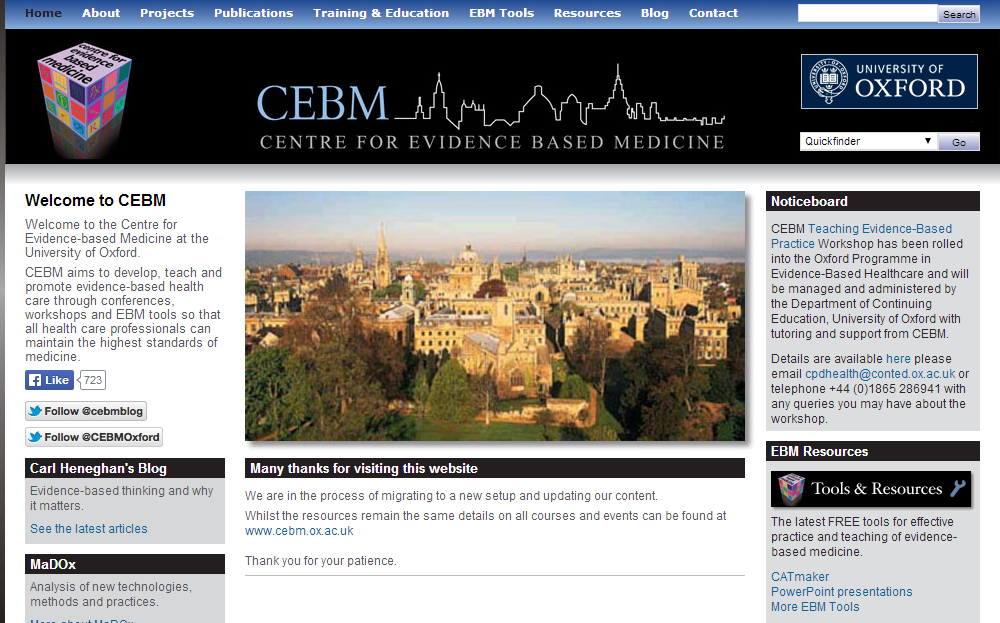 Home About Projects Publications Training & Education EBM Tools Resources Blog Contact
Search
centre for
evidence
based
medicine
CEBM
CENTRE FOR EVIDENCE BASED MEDICINE
UNIVERSITY OF
OXFORD
Quickfinder
Go
Welcome to CEBM
Welcome to the Centre for
Evidence-based Medicine at the
University of Oxford.
CEBM aims to develop, teach and
promote evidence-based health
care through conferences,
workshops and EBM tools so that
all health care professionals can
maintain the highest standards of
medicine.
Like 723
Follow @cebmblog
Follow @CEBMOxford
Carl Heneghan's Blog
Evidence-based thinking and why
it matters.
See the latest articles
MaDOx
Analysis of new technologies,
methods and practices.
More about MaDOx
Many thanks for visiting this website
We are in the process of migrating to a new setup and updating our content.
Whilst the resources remain the same details on all courses and events can be found at
www.cebm.ox.ac.uk
Thank you for your patience.
Noticeboard
CEBM Teaching Evidence-Based
Practice Workshop has been rolled
into the Oxford Programme in
Evidence-Based Healthcare and will
be managed and administered by
the Department of Continuing
Education, University of Oxford with
tutoring and support from CEBM.
Details are available here please
email cpdhealth@conted.ox.ac.uk or
telephone +44 (0)1865 286941 with
any queries you may have about the
workshop.
EBM Resources
Tools & Resources
The latest FREE tools for effective
practice and teaching of evidence-
based medicine.
CATmaker
PowerPoint presentations
More EBM Tools